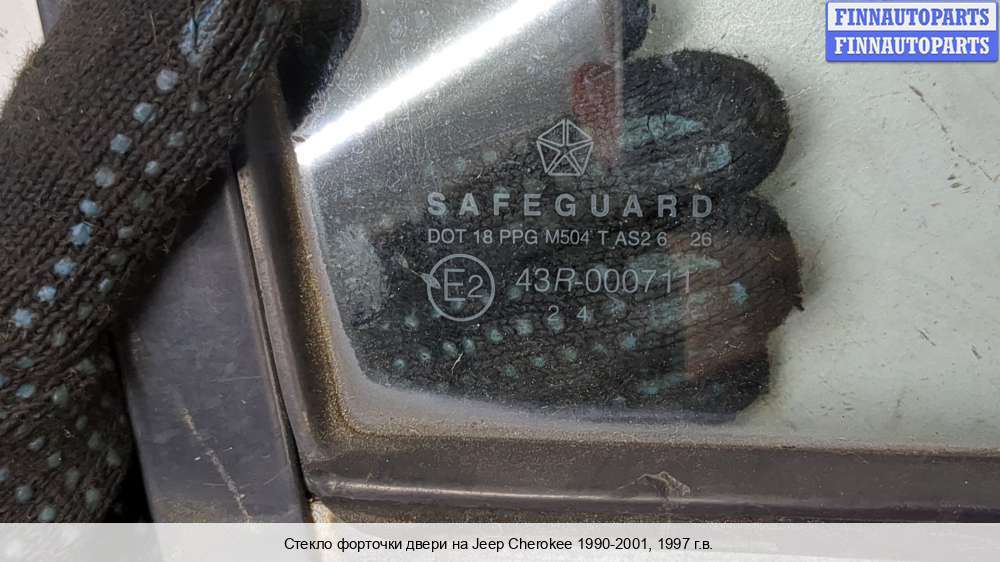 FINNAUTOPARTS
FINNAUTOPARTS
SAFEGUARD
DOT 18 PPG M504 T AS2 6 26
E2 43R-000711
2 4
Стекло форточки двери на Jeep Cherokee 1990-2001, 1997 г.в.